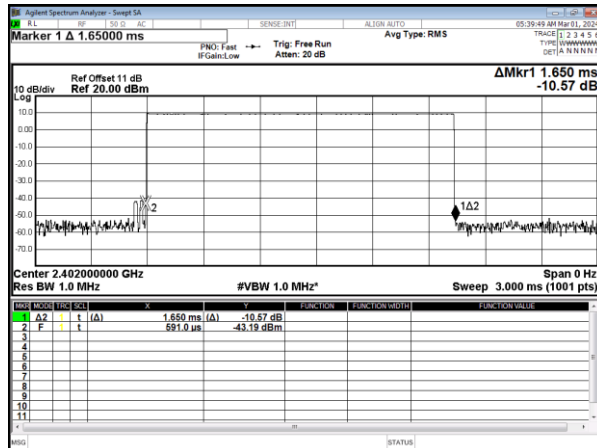 Agilent Spectrum Analyzer - Swept SA
RL RF 50 Ω AC SENSE:INT ALIGN AUTO 05:39:49 AM Mar 01, 2024
Marker 1 Δ 1.65000 ms
PNO: Fast
IFGain:Low
Trig: Free Run
Atten: 20 dB
Avg Type: RMS
TRACE 1 2 3 4 5 6
TYPE WWWWWW
DET A N N N N N
Ref Offset 11 dB
Ref 20.00 dBm
10 dB/div
Log
ΔMkr1 1.650 ms
-10.57 dB
10.0
0.00
-10.0
-20.0
-30.0
-40.0
-50.0
-60.0
-70.0
2
1Δ2
Center 2.402000000 GHz Span 0 Hz
Res BW 1.0 MHz #VBW 1.0 MHz* Sweep 3.000 ms (1001 pts)
MKR MODE TRC SCL X Y FUNCTION FUNCTION WIDTH FUNCTION VALUE
1 Δ2 1 t (Δ) 1.650 ms (Δ) -10.57 dB
2 F 1 t 591.0 µs -43.19 dBm
3
4
5
6
7
8
9
10
11
MSG STATUS